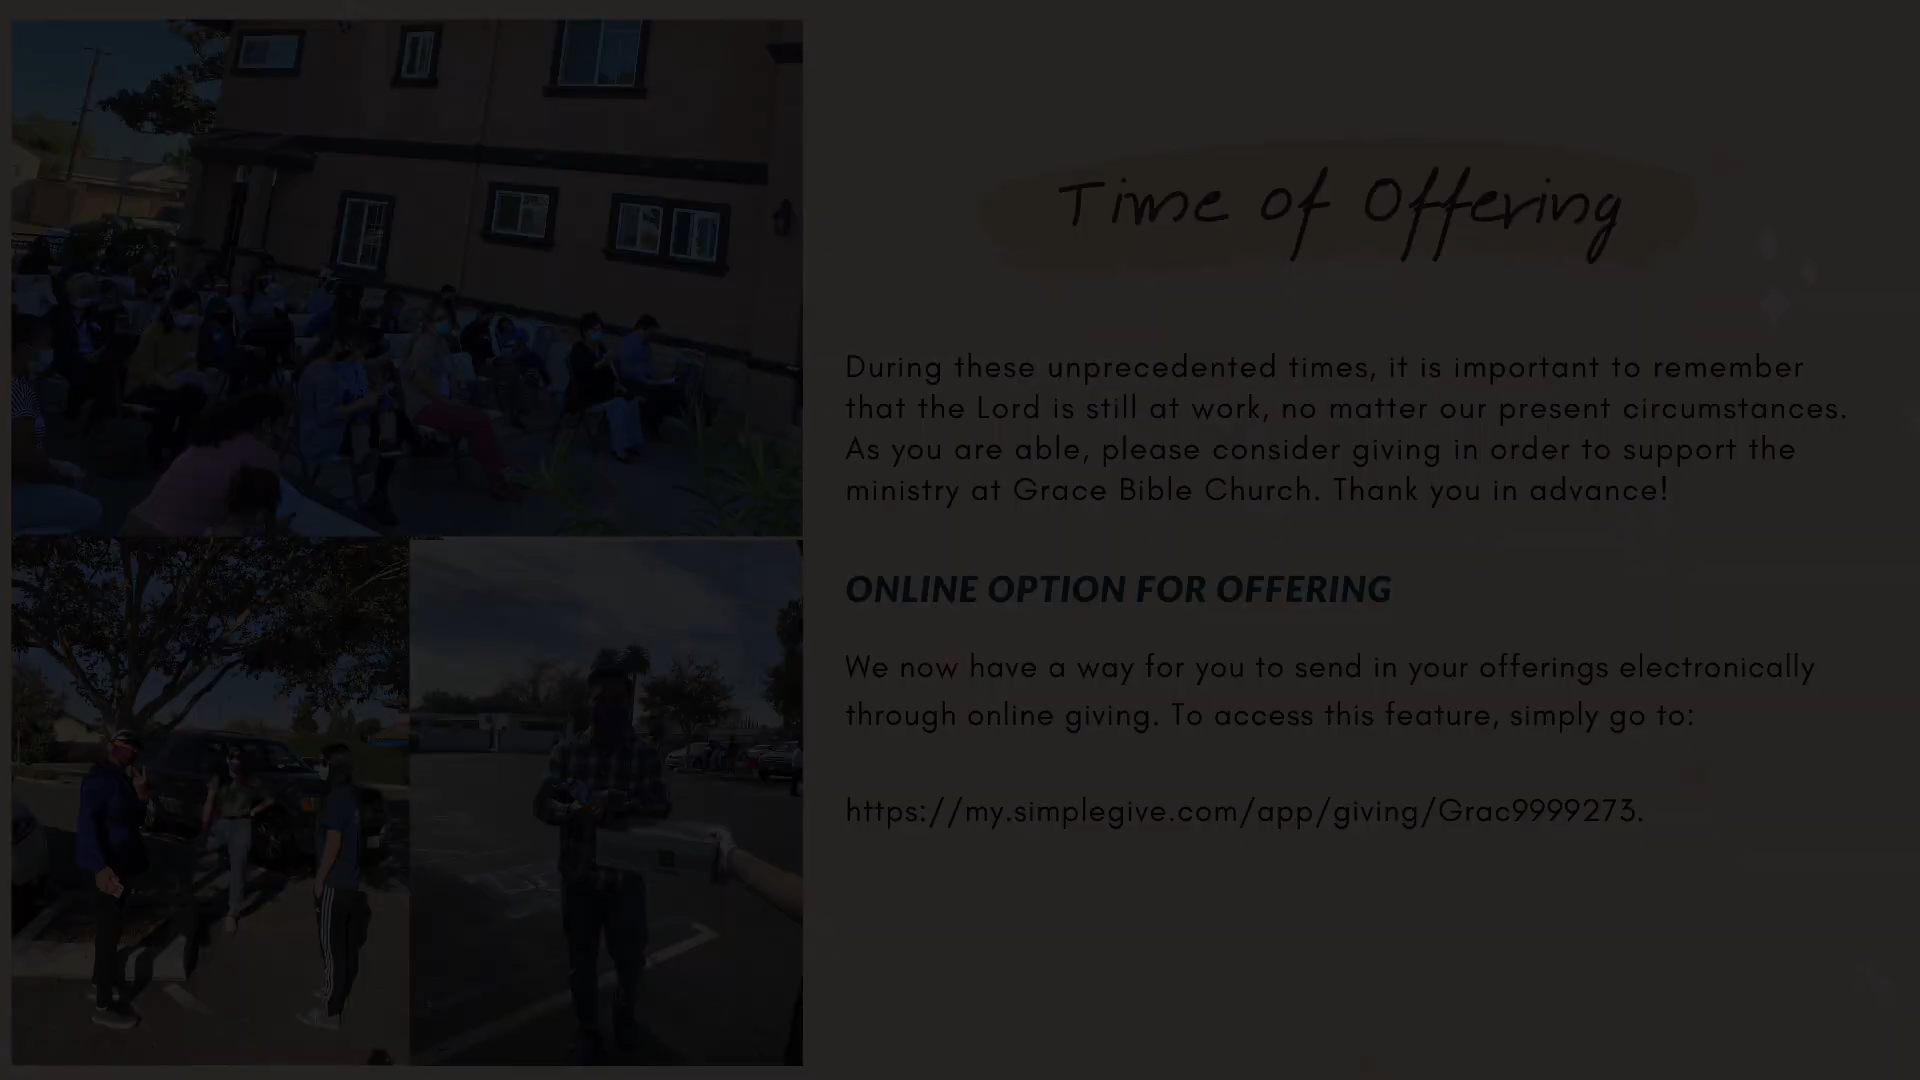 Time of Offering
During these unprecedented times, it is important to remember
that the Lord is still at work, no matter our present circumstances.
As you are able, please consider giving in order to support the
ministry at Grace Bible Church. Thank you in advance!
ONLINE OPTION FOR OFFERING
We now have a way for you to send in your offerings electronically
through online giving. To access this feature, simply go to:
https://my.simplegive.com/app/giving/Grac9999273.